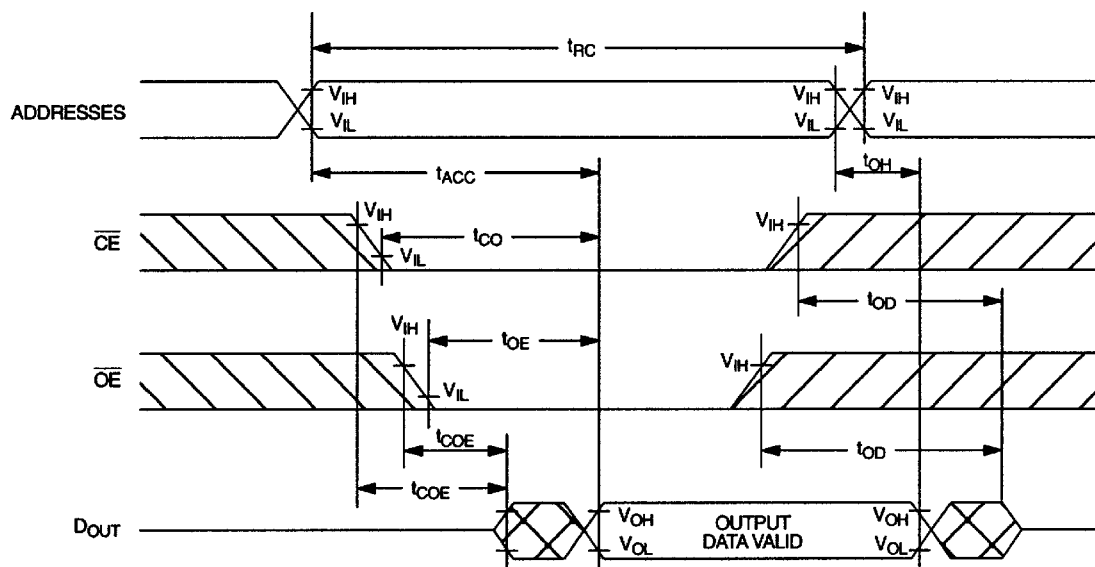 tRC
ADDRESSES
VIH
VIL
VIH
VIL
VIH
VIL
tACC
tOH
CE
VIH
VIL
tCO
VIH
tOD
OE
VIH
VIL
tOE
VIH
tCOE
tOD
tCOE
DOUT
VOH
VOL
OUTPUT
DATA VALID
VOH
VOL